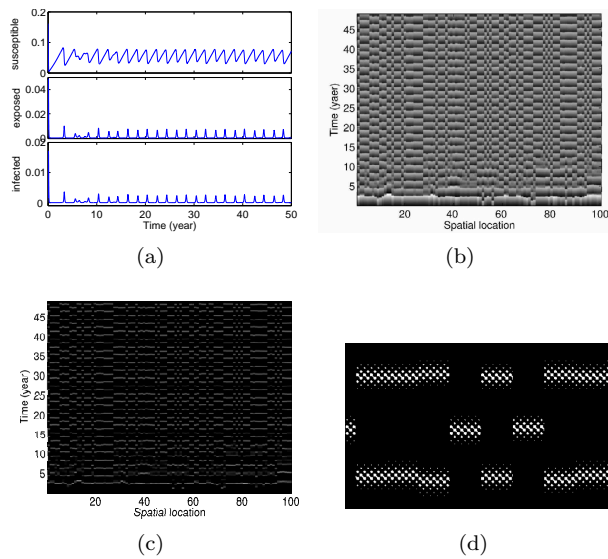 0.2
0.1
0
susceptible
0.04
0.02
0
exposed
0.02
0.01
0
infected
0 10 20 30 40 50
Time (year)
(a)
45
40
35
30
25
20
15
10
5
Time (yaer)
20 40 60 80 100
Spatial location
(b)
45
40
35
30
25
20
15
10
5
Time (year)
20 40 60 80 100
Spatial location
(c)
(d)